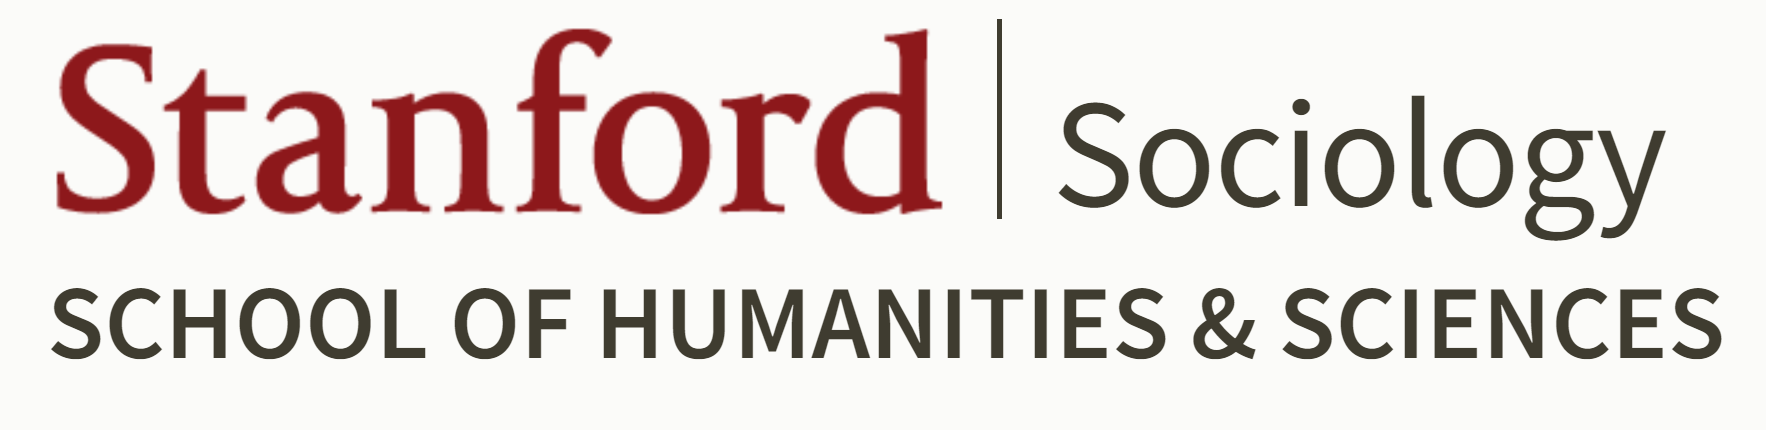 Stanford | Sociology
SCHOOL OF HUMANITIES & SCIENCES